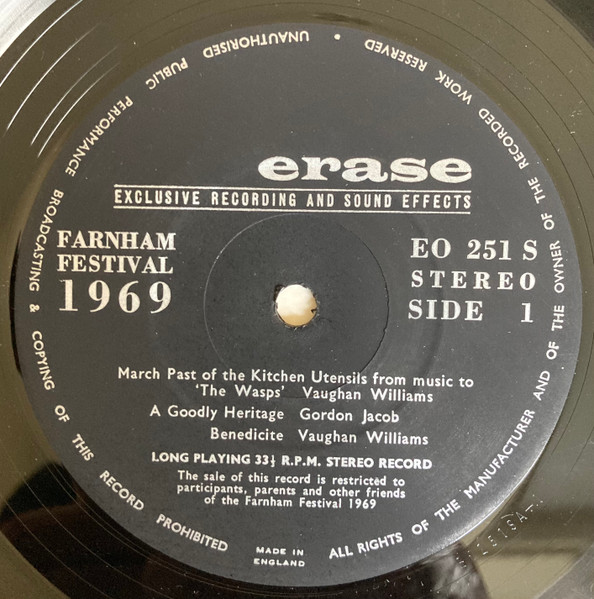 ALL RIGHTS OF THE MANUFACTURER AND OF THE OWNER OF THE RECORDED WORK RESERVED • UNAUTHORISED PUBLIC PERFORMANCE BROADCASTING & COPYING OF THIS RECORD PROHIBITED
erase
EXCLUSIVE RECORDING AND SOUND EFFECTS
FARNHAM
FESTIVAL
1969
EO 251 S
STEREO
SIDE 1
March Past of the Kitchen Utensils from music to
'The Wasps' Vaughan Williams
A Goodly Heritage Gordon Jacob
Benedicite Vaughan Williams
LONG PLAYING 33⅓ R.P.M. STEREO RECORD
The sale of this record is restricted to
participants, parents and other friends
of the Farnham Festival 1969
MADE IN
ENGLAND